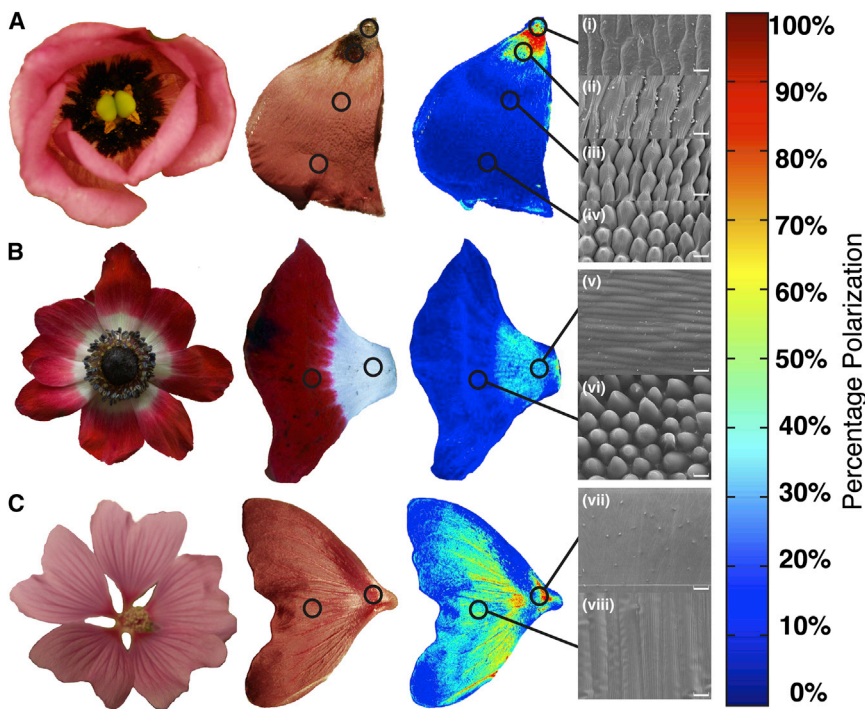 A
(i)
(ii)
(iii)
(iv)
B
(v)
(vi)
C
(vii)
(viii)
100%
90%
80%
70%
60%
50%
40%
30%
20%
10%
0%
Percentage Polarization